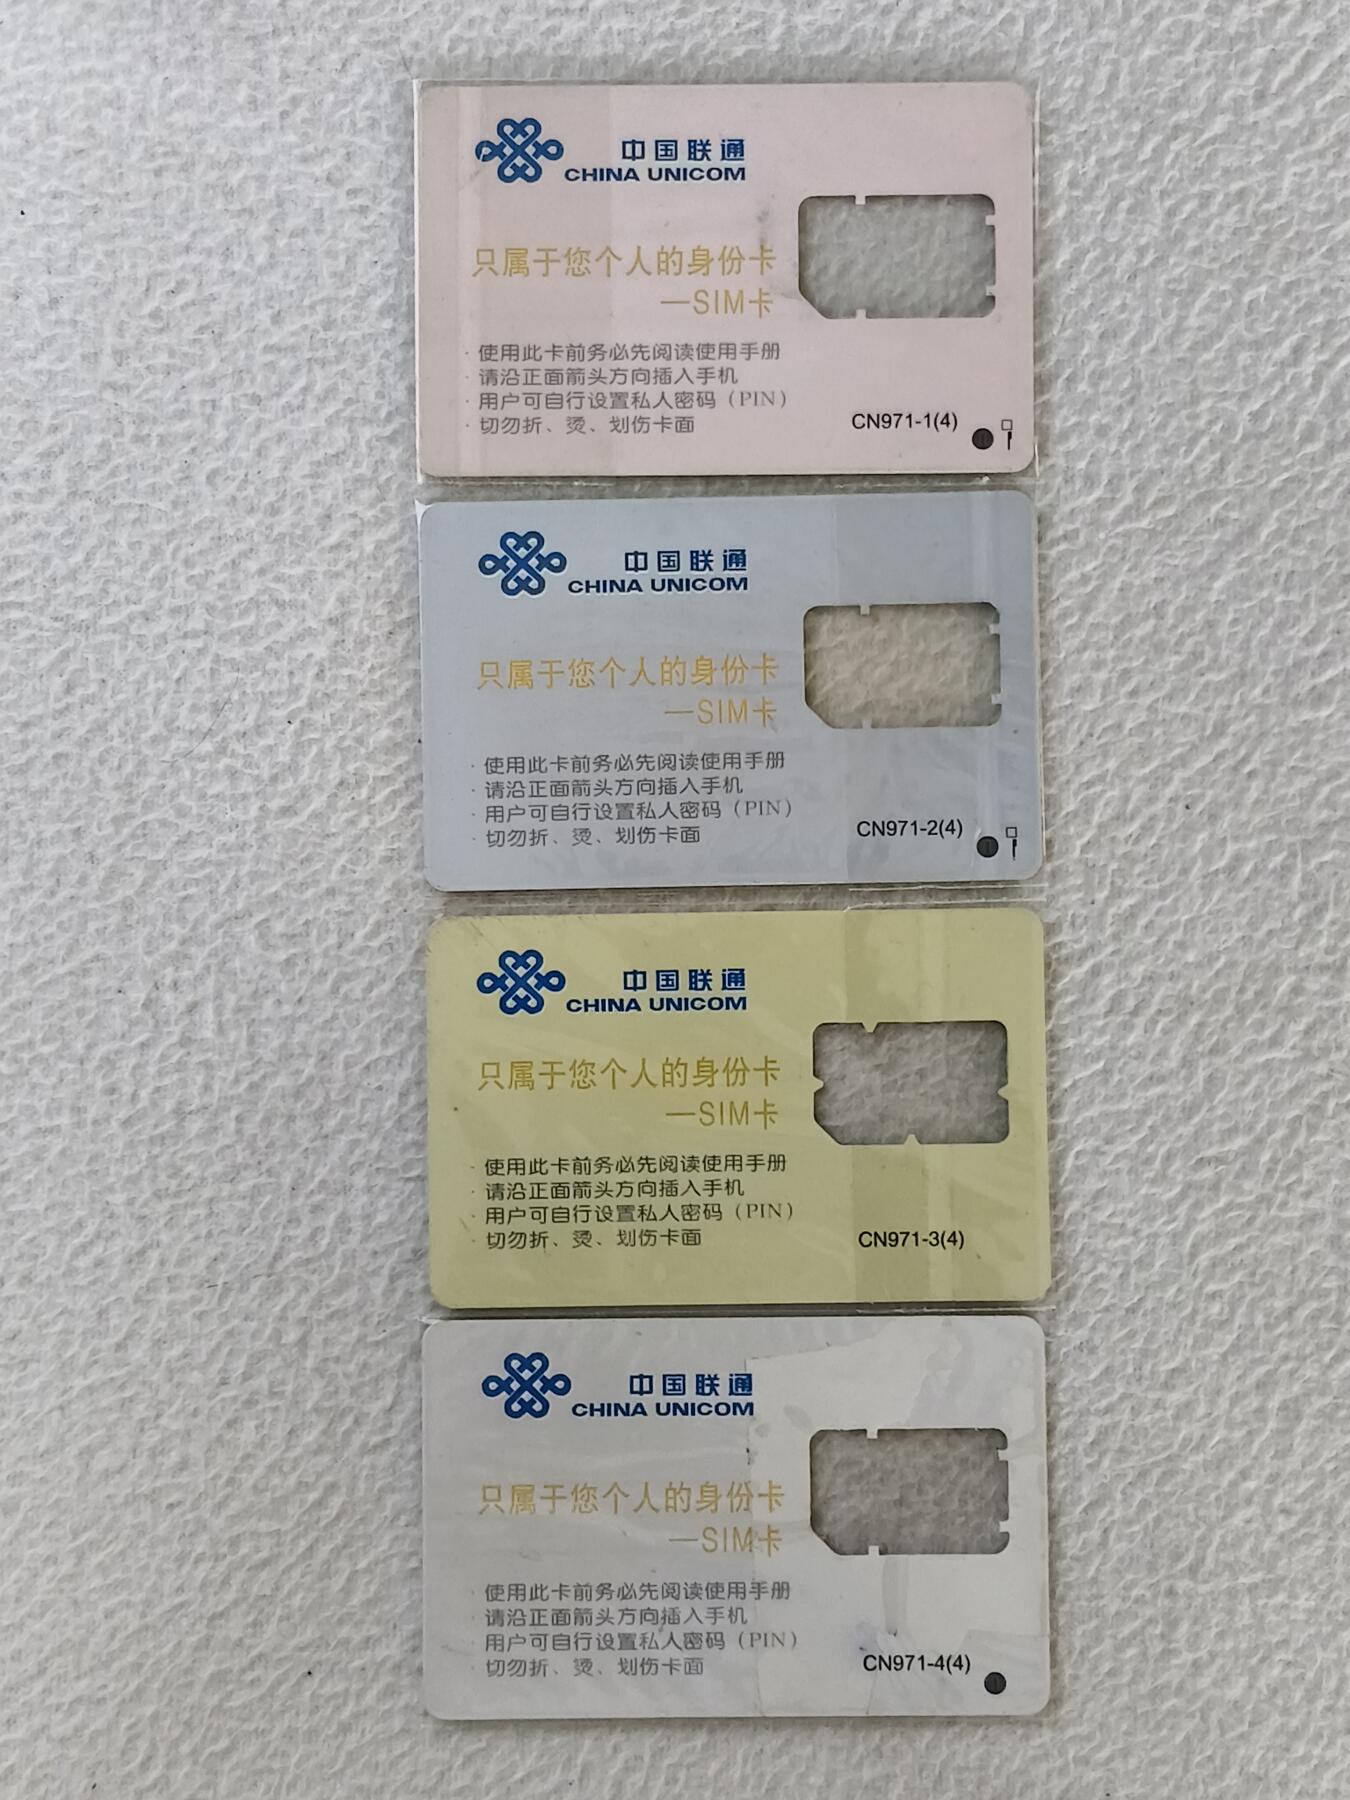 中国联通
CHINA UNICOM
只属于您个人的身份卡
—SIM卡
· 使用此卡前务必先阅读使用手册
· 请沿正面箭头方向插入手机
· 用户可自行设置私人密码（PIN）
· 切勿折、烫、划伤卡面
CN971-1(4)
中国联通
CHINA UNICOM
只属于您个人的身份卡
—SIM卡
· 使用此卡前务必先阅读使用手册
· 请沿正面箭头方向插入手机
· 用户可自行设置私人密码（PIN）
· 切勿折、烫、划伤卡面
CN971-2(4)
中国联通
CHINA UNICOM
只属于您个人的身份卡
—SIM卡
· 使用此卡前务必先阅读使用手册
· 请沿正面箭头方向插入手机
· 用户可自行设置私人密码（PIN）
· 切勿折、烫、划伤卡面
CN971-3(4)
中国联通
CHINA UNICOM
只属于您个人的身份卡
—SIM卡
· 使用此卡前务必先阅读使用手册
· 请沿正面箭头方向插入手机
· 用户可自行设置私人密码（PIN）
· 切勿折、烫、划伤卡面
CN971-4(4)